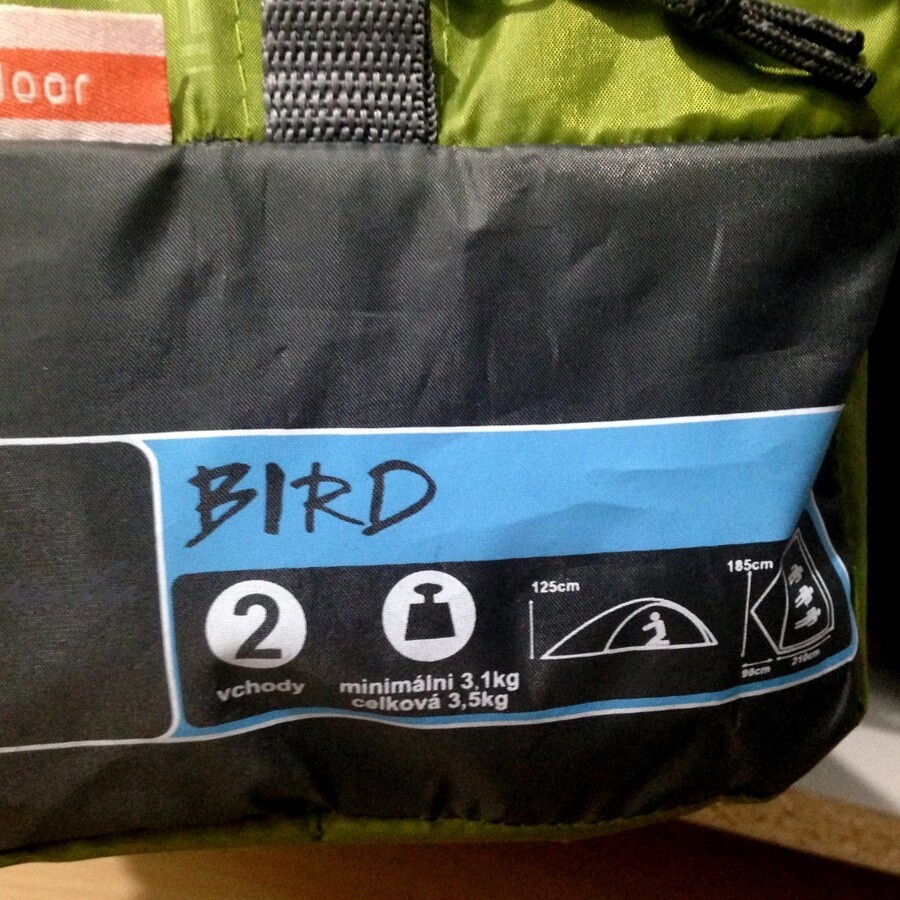 door
BIRD
2
vchody
minimální 3,1kg
celková 3,5kg
125cm
185cm
90cm
210cm